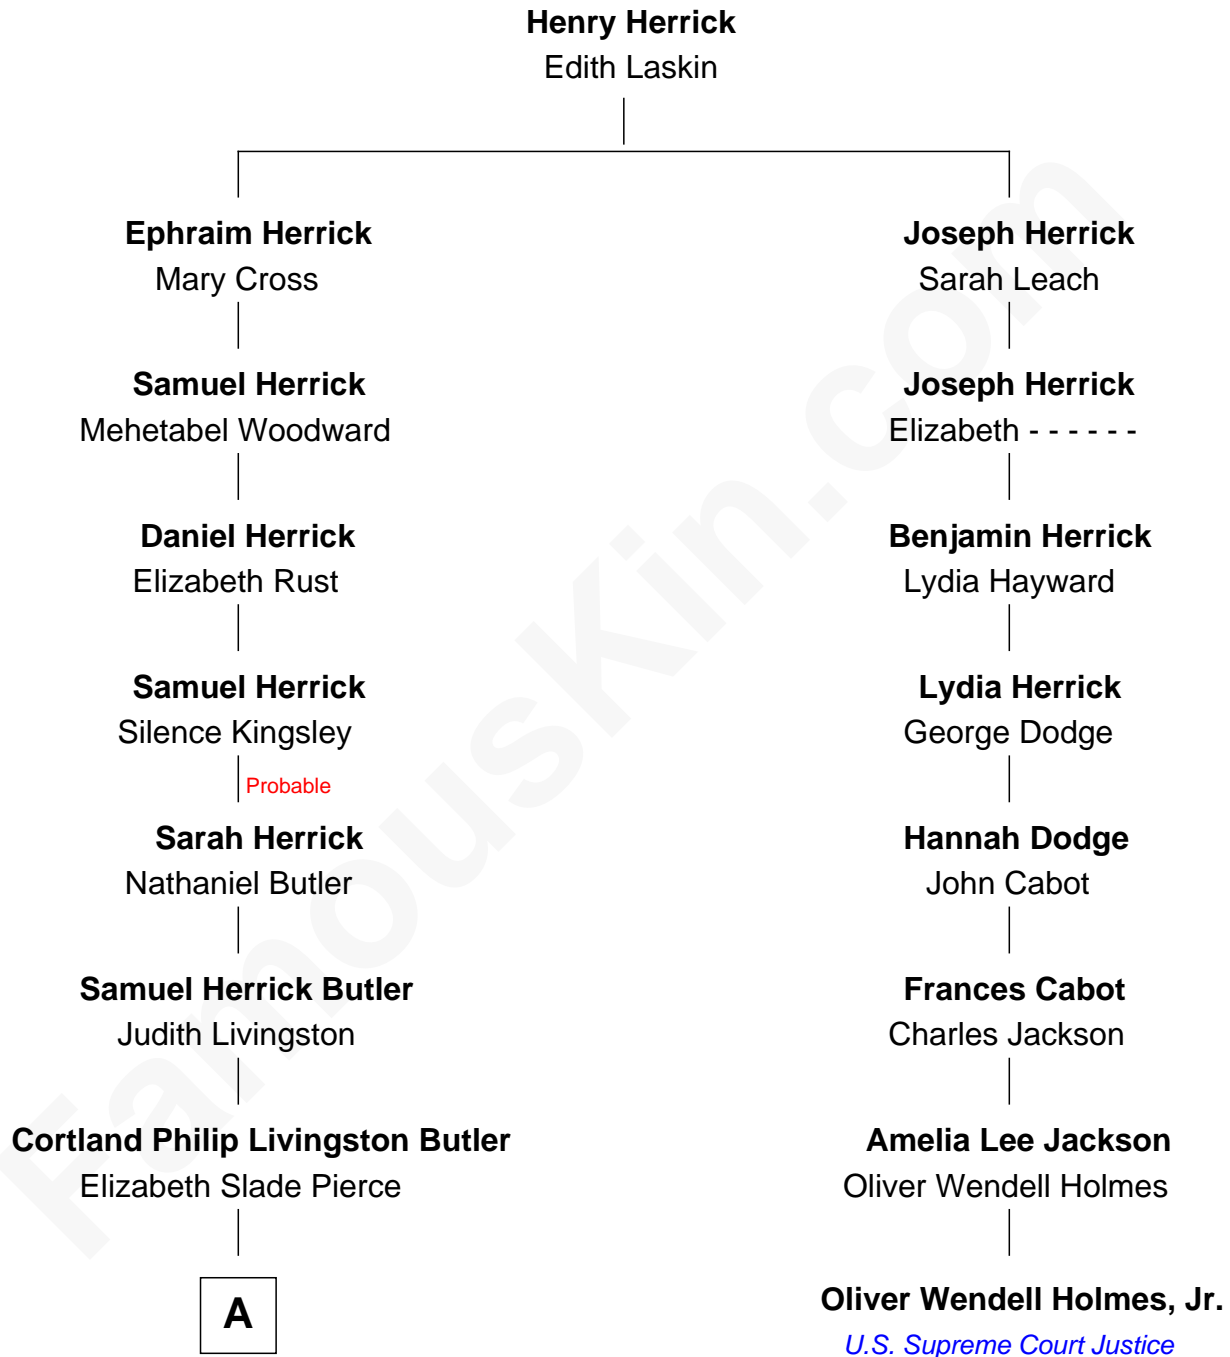 Henry Herrick
Edith Laskin
Ephraim Herrick
Mary Cross
Samuel Herrick
Mehetabel Woodward
Daniel Herrick
Elizabeth Rust
Samuel Herrick
Silence Kingsley
Probable
Sarah Herrick
Nathaniel Butler
Samuel Herrick Butler
Judith Livingston
Cortland Philip Livingston Butler
Elizabeth Slade Pierce
A
Joseph Herrick
Sarah Leach
Joseph Herrick
Elizabeth - - - - - -
Benjamin Herrick
Lydia Hayward
Lydia Herrick
George Dodge
Hannah Dodge
John Cabot
Frances Cabot
Charles Jackson
Amelia Lee Jackson
Oliver Wendell Holmes
Oliver Wendell Holmes, Jr.
U.S. Supreme Court Justice
FamousKin.com